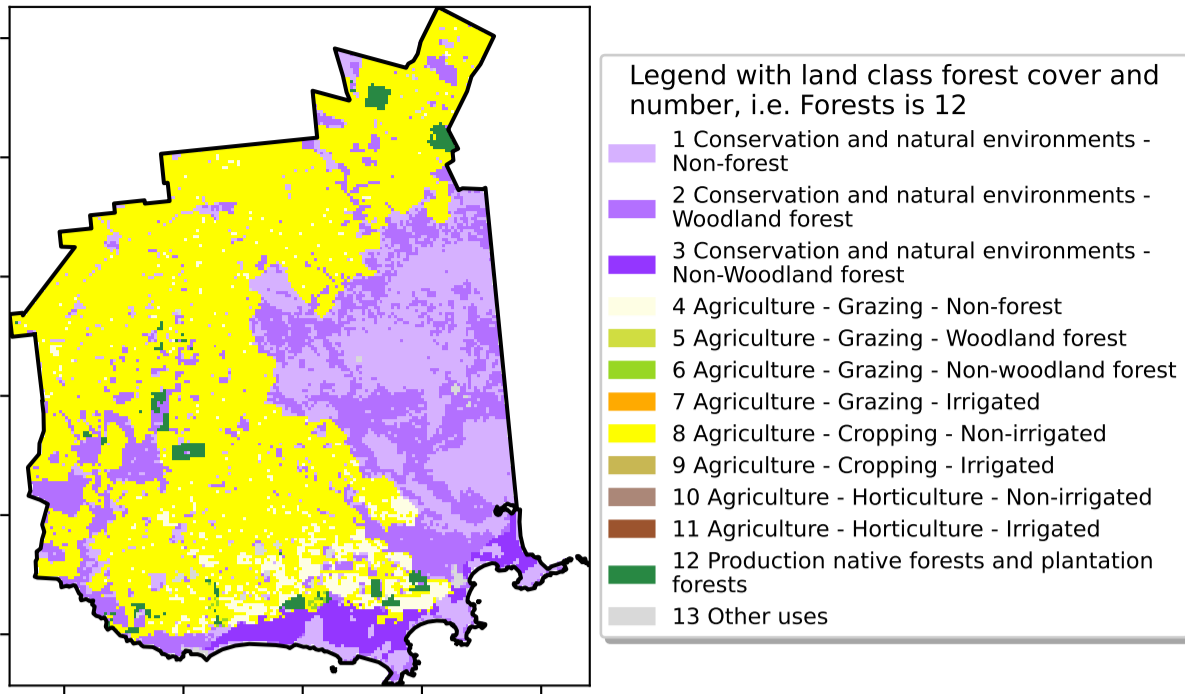 Legend with land class forest cover and
number, i.e. Forests is 12
1 Conservation and natural environments -
Non-forest
2 Conservation and natural environments -
Woodland forest
3 Conservation and natural environments -
Non-Woodland forest
4 Agriculture - Grazing - Non-forest
5 Agriculture - Grazing - Woodland forest
6 Agriculture - Grazing - Non-woodland forest
7 Agriculture - Grazing - Irrigated
8 Agriculture - Cropping - Non-irrigated
9 Agriculture - Cropping - Irrigated
10 Agriculture - Horticulture - Non-irrigated
11 Agriculture - Horticulture - Irrigated
12 Production native forests and plantation
forests
13 Other uses